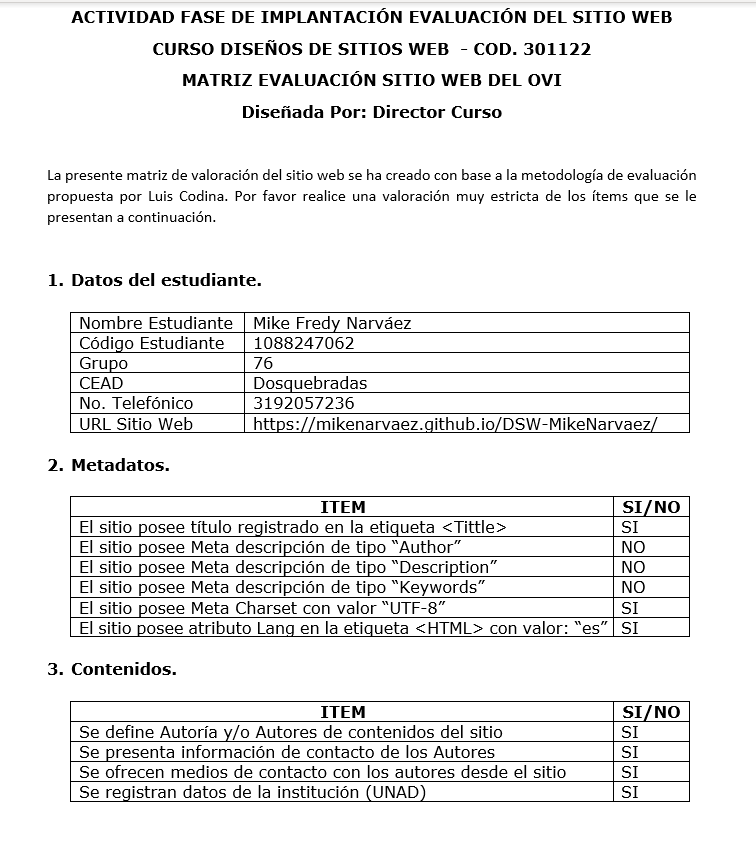 ACTIVIDAD FASE DE IMPLANTACIÓN EVALUACIÓN DEL SITIO WEB
CURSO DISEÑOS DE SITIOS WEB - COD. 301122
MATRIZ EVALUACIÓN SITIO WEB DEL OVI
Diseñada Por: Director Curso
La presente matriz de valoración del sitio web se ha creado con base a la metodología de evaluación
propuesta por Luis Codina. Por favor realice una valoración muy estricta de los ítems que se le
presentan a continuación.
1. Datos del estudiante.
Nombre Estudiante Mike Fredy Narváez
Código Estudiante 1088247062
Grupo 76
CEAD Dosquebradas
No. Telefónico 3192057236
URL Sitio Web https://mikenarvaez.github.io/DSW-MikeNarvaez/
2. Metadatos.
ITEM SI/NO
El sitio posee título registrado en la etiqueta <Tittle> SI
El sitio posee Meta descripción de tipo “Author” NO
El sitio posee Meta descripción de tipo “Description” NO
El sitio posee Meta descripción de tipo “Keywords” NO
El sitio posee Meta Charset con valor “UTF-8” SI
El sitio posee atributo Lang en la etiqueta <HTML> con valor: “es” SI
3. Contenidos.
ITEM SI/NO
Se define Autoría y/o Autores de contenidos del sitio SI
Se presenta información de contacto de los Autores SI
Se ofrecen medios de contacto con los autores desde el sitio SI
Se registran datos de la institución (UNAD) SI